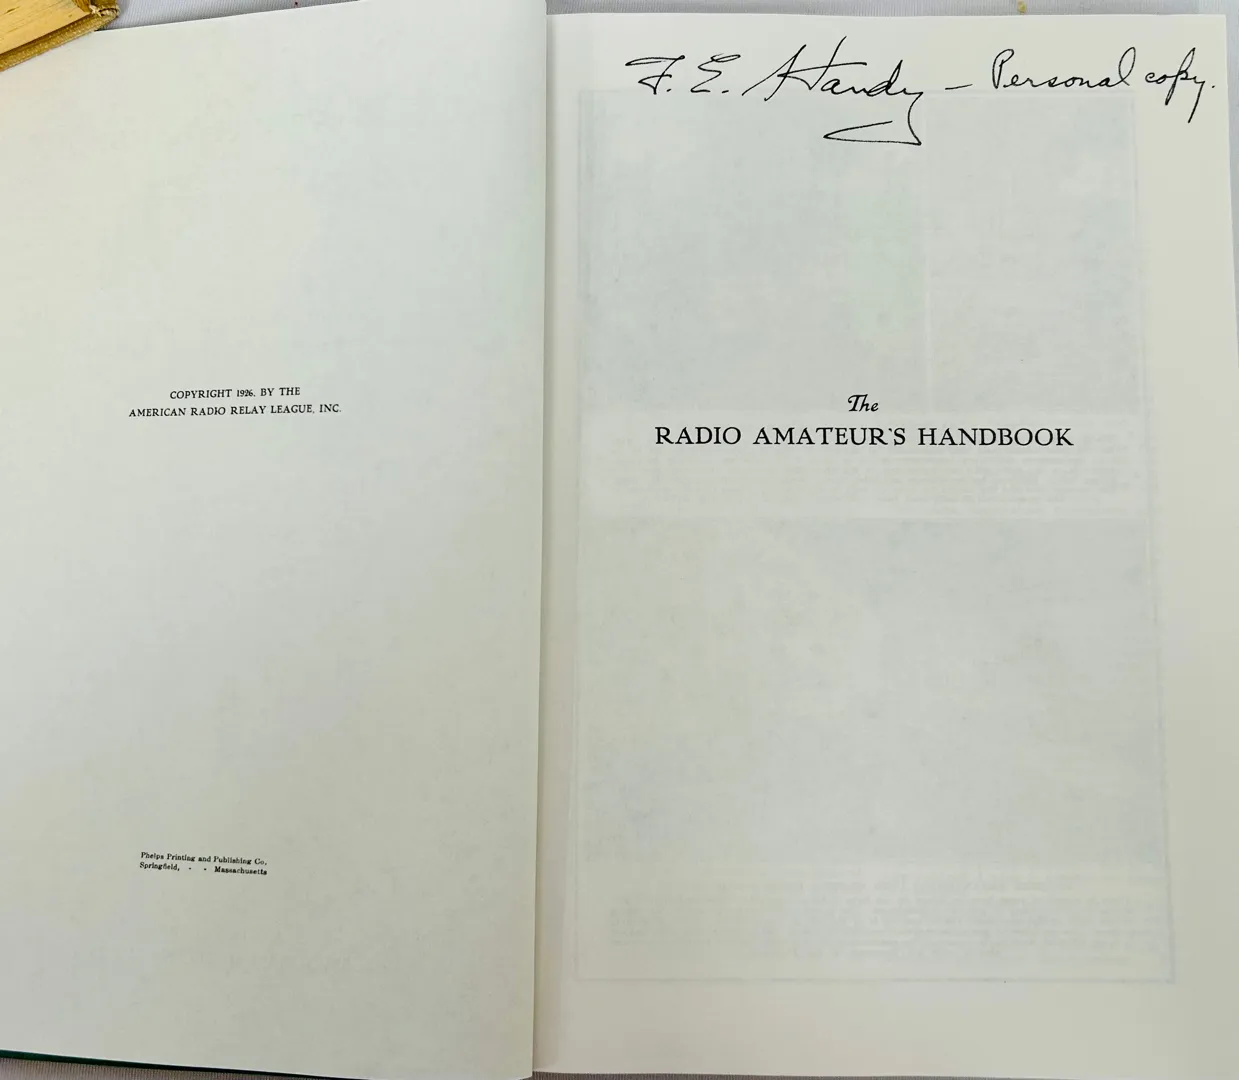 COPYRIGHT 1926, BY THE
AMERICAN RADIO RELAY LEAGUE, INC.
Phelps Printing and Publishing Co.
Springfield, - - Massachusetts
F. E. Handy – Personal copy.
The
RADIO AMATEUR'S HANDBOOK